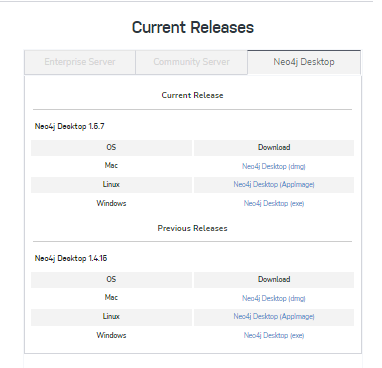 Current Releases
Enterprise Server Community Server Neo4j Desktop
Current Release
Neo4j Desktop 1.6.7
OS Download
Mac Neo4j Desktop (dmg)
Linux Neo4j Desktop (AppImage)
Windows Neo4j Desktop (exe)
Previous Releases
Neo4j Desktop 1.4.16
OS Download
Mac Neo4j Desktop (dmg)
Linux Neo4j Desktop (AppImage)
Windows Neo4j Desktop (exe)